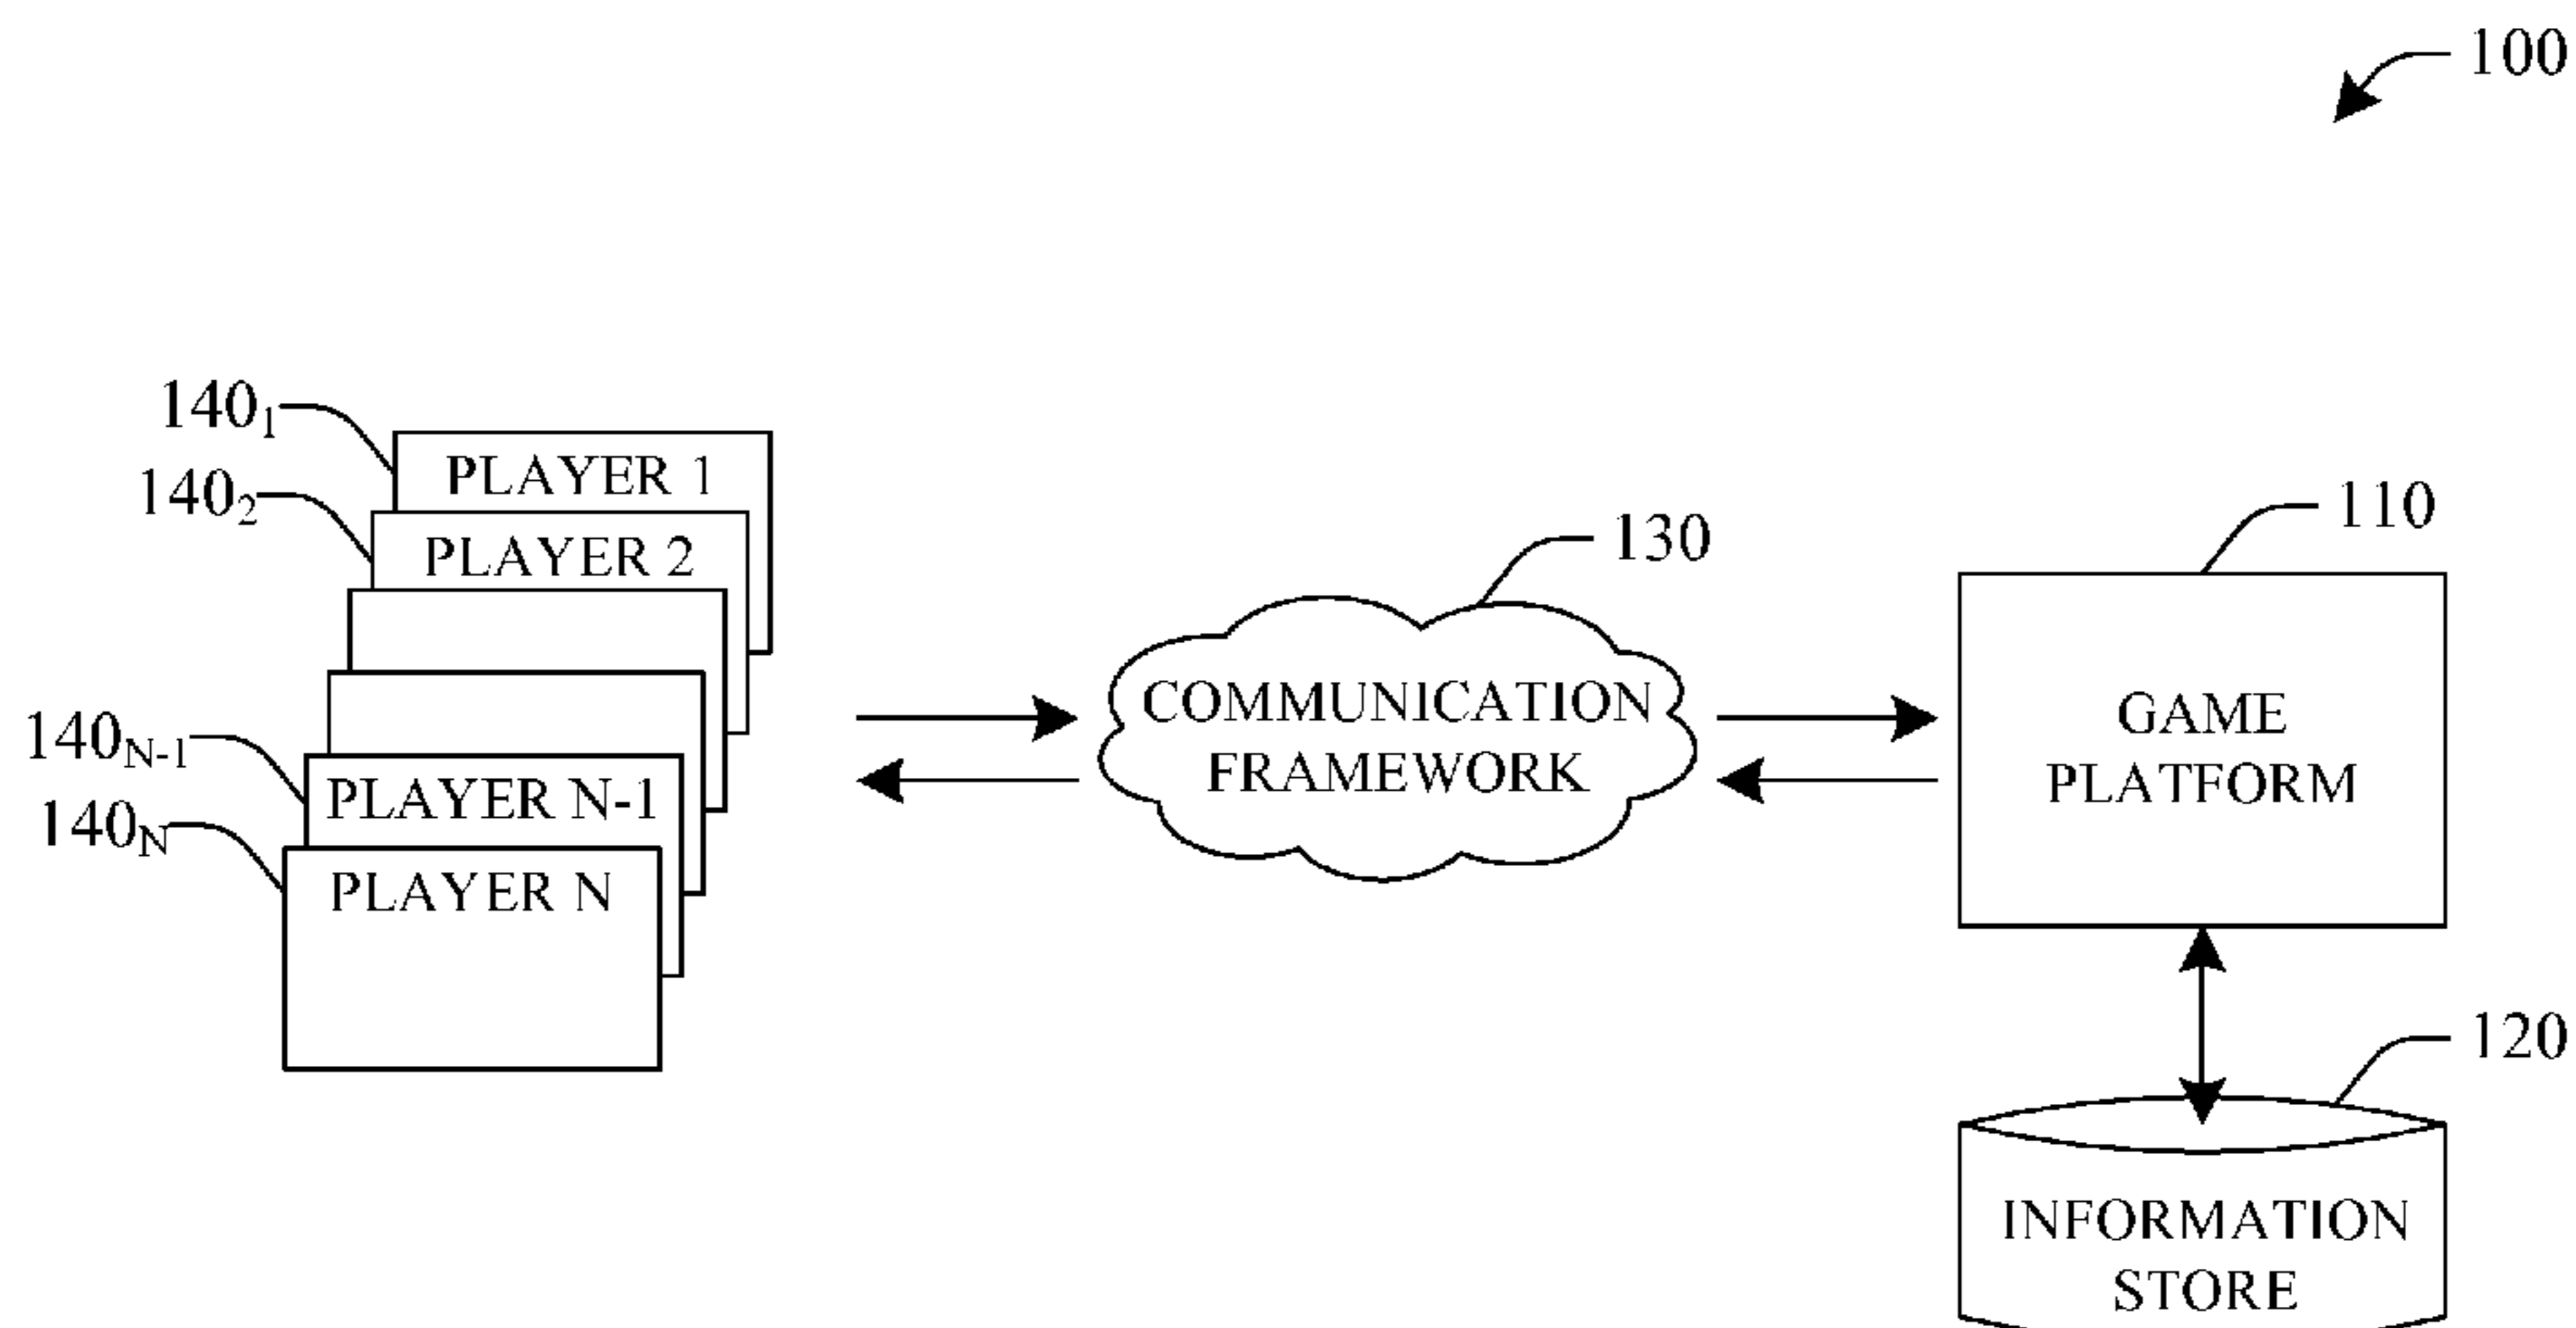 100
140₁
PLAYER 1
140₂
PLAYER 2
130
110
COMMUNICATION
FRAMEWORK
GAME
PLATFORM
140N-1
PLAYER N-1
140N
PLAYER N
120
INFORMATION
STORE